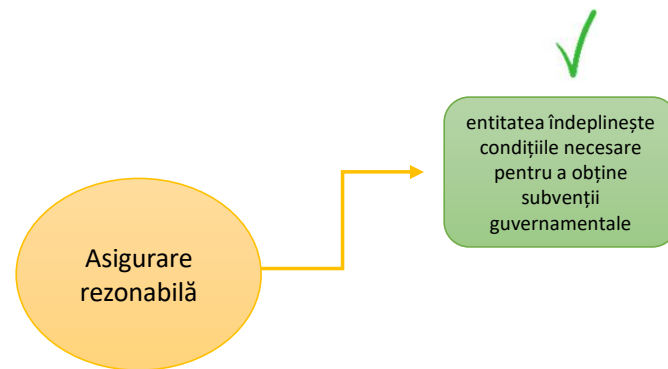 entitatea îndeplinește
condițiile necesare
pentru a obține
subvenții
guvernamentale
Asigurare
rezonabilă